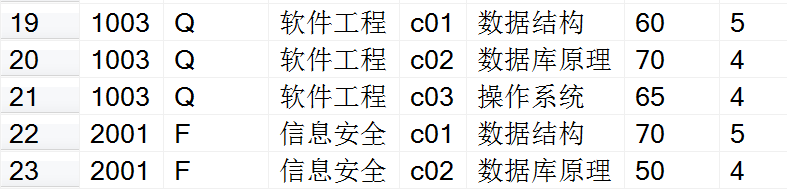 19 1003 Q 软件工程 c01 数据结构 60 5
20 1003 Q 软件工程 c02 数据库原理 70 4
21 1003 Q 软件工程 c03 操作系统 65 4
22 2001 F 信息安全 c01 数据结构 70 5
23 2001 F 信息安全 c02 数据库原理 50 4